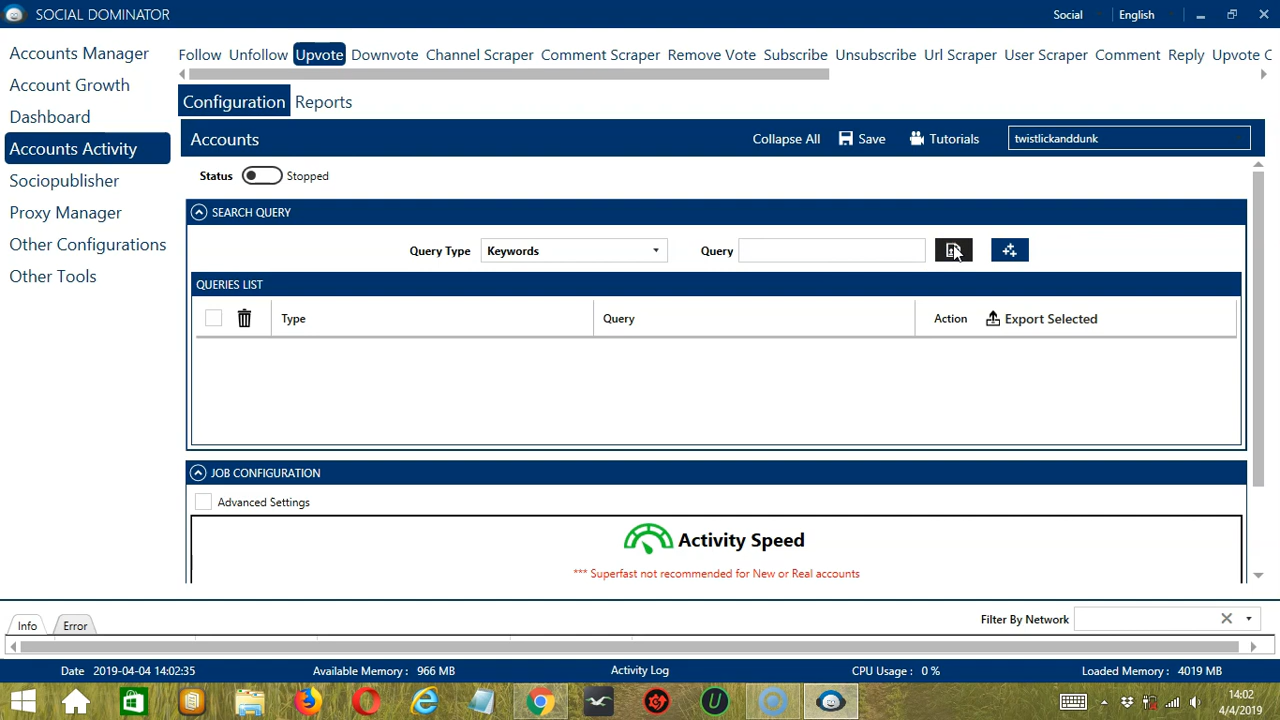 SOCIAL DOMINATOR
Social
English
Accounts Manager
Account Growth
Dashboard
Accounts Activity
Sociopublisher
Proxy Manager
Other Configurations
Other Tools
Follow Unfollow Upvote Downvote Channel Scraper Comment Scraper Remove Vote Subscribe Unsubscribe Url Scraper User Scraper Comment Reply Upvote C
Configuration Reports
Accounts
Collapse All Save Tutorials twistlickanddunk
Status Stopped
SEARCH QUERY
Query Type Keywords Query
QUERIES LIST
Type Query Action Export Selected
JOB CONFIGURATION
Advanced Settings
Activity Speed
*** Superfast not recommended for New or Real accounts
Info Error
Filter By Network
Date 2019-04-04 14:02:35 Available Memory : 966 MB Activity Log CPU Usage : 0 % Loaded Memory : 4019 MB
14:02
4/4/2019